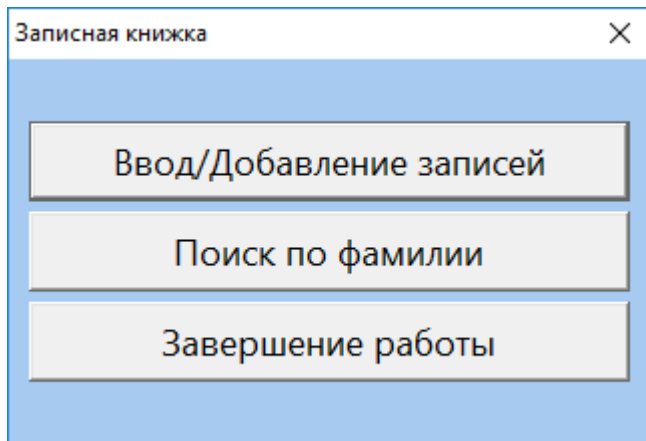 Записная книжка
Ввод/Добавление записей
Поиск по фамилии
Завершение работы